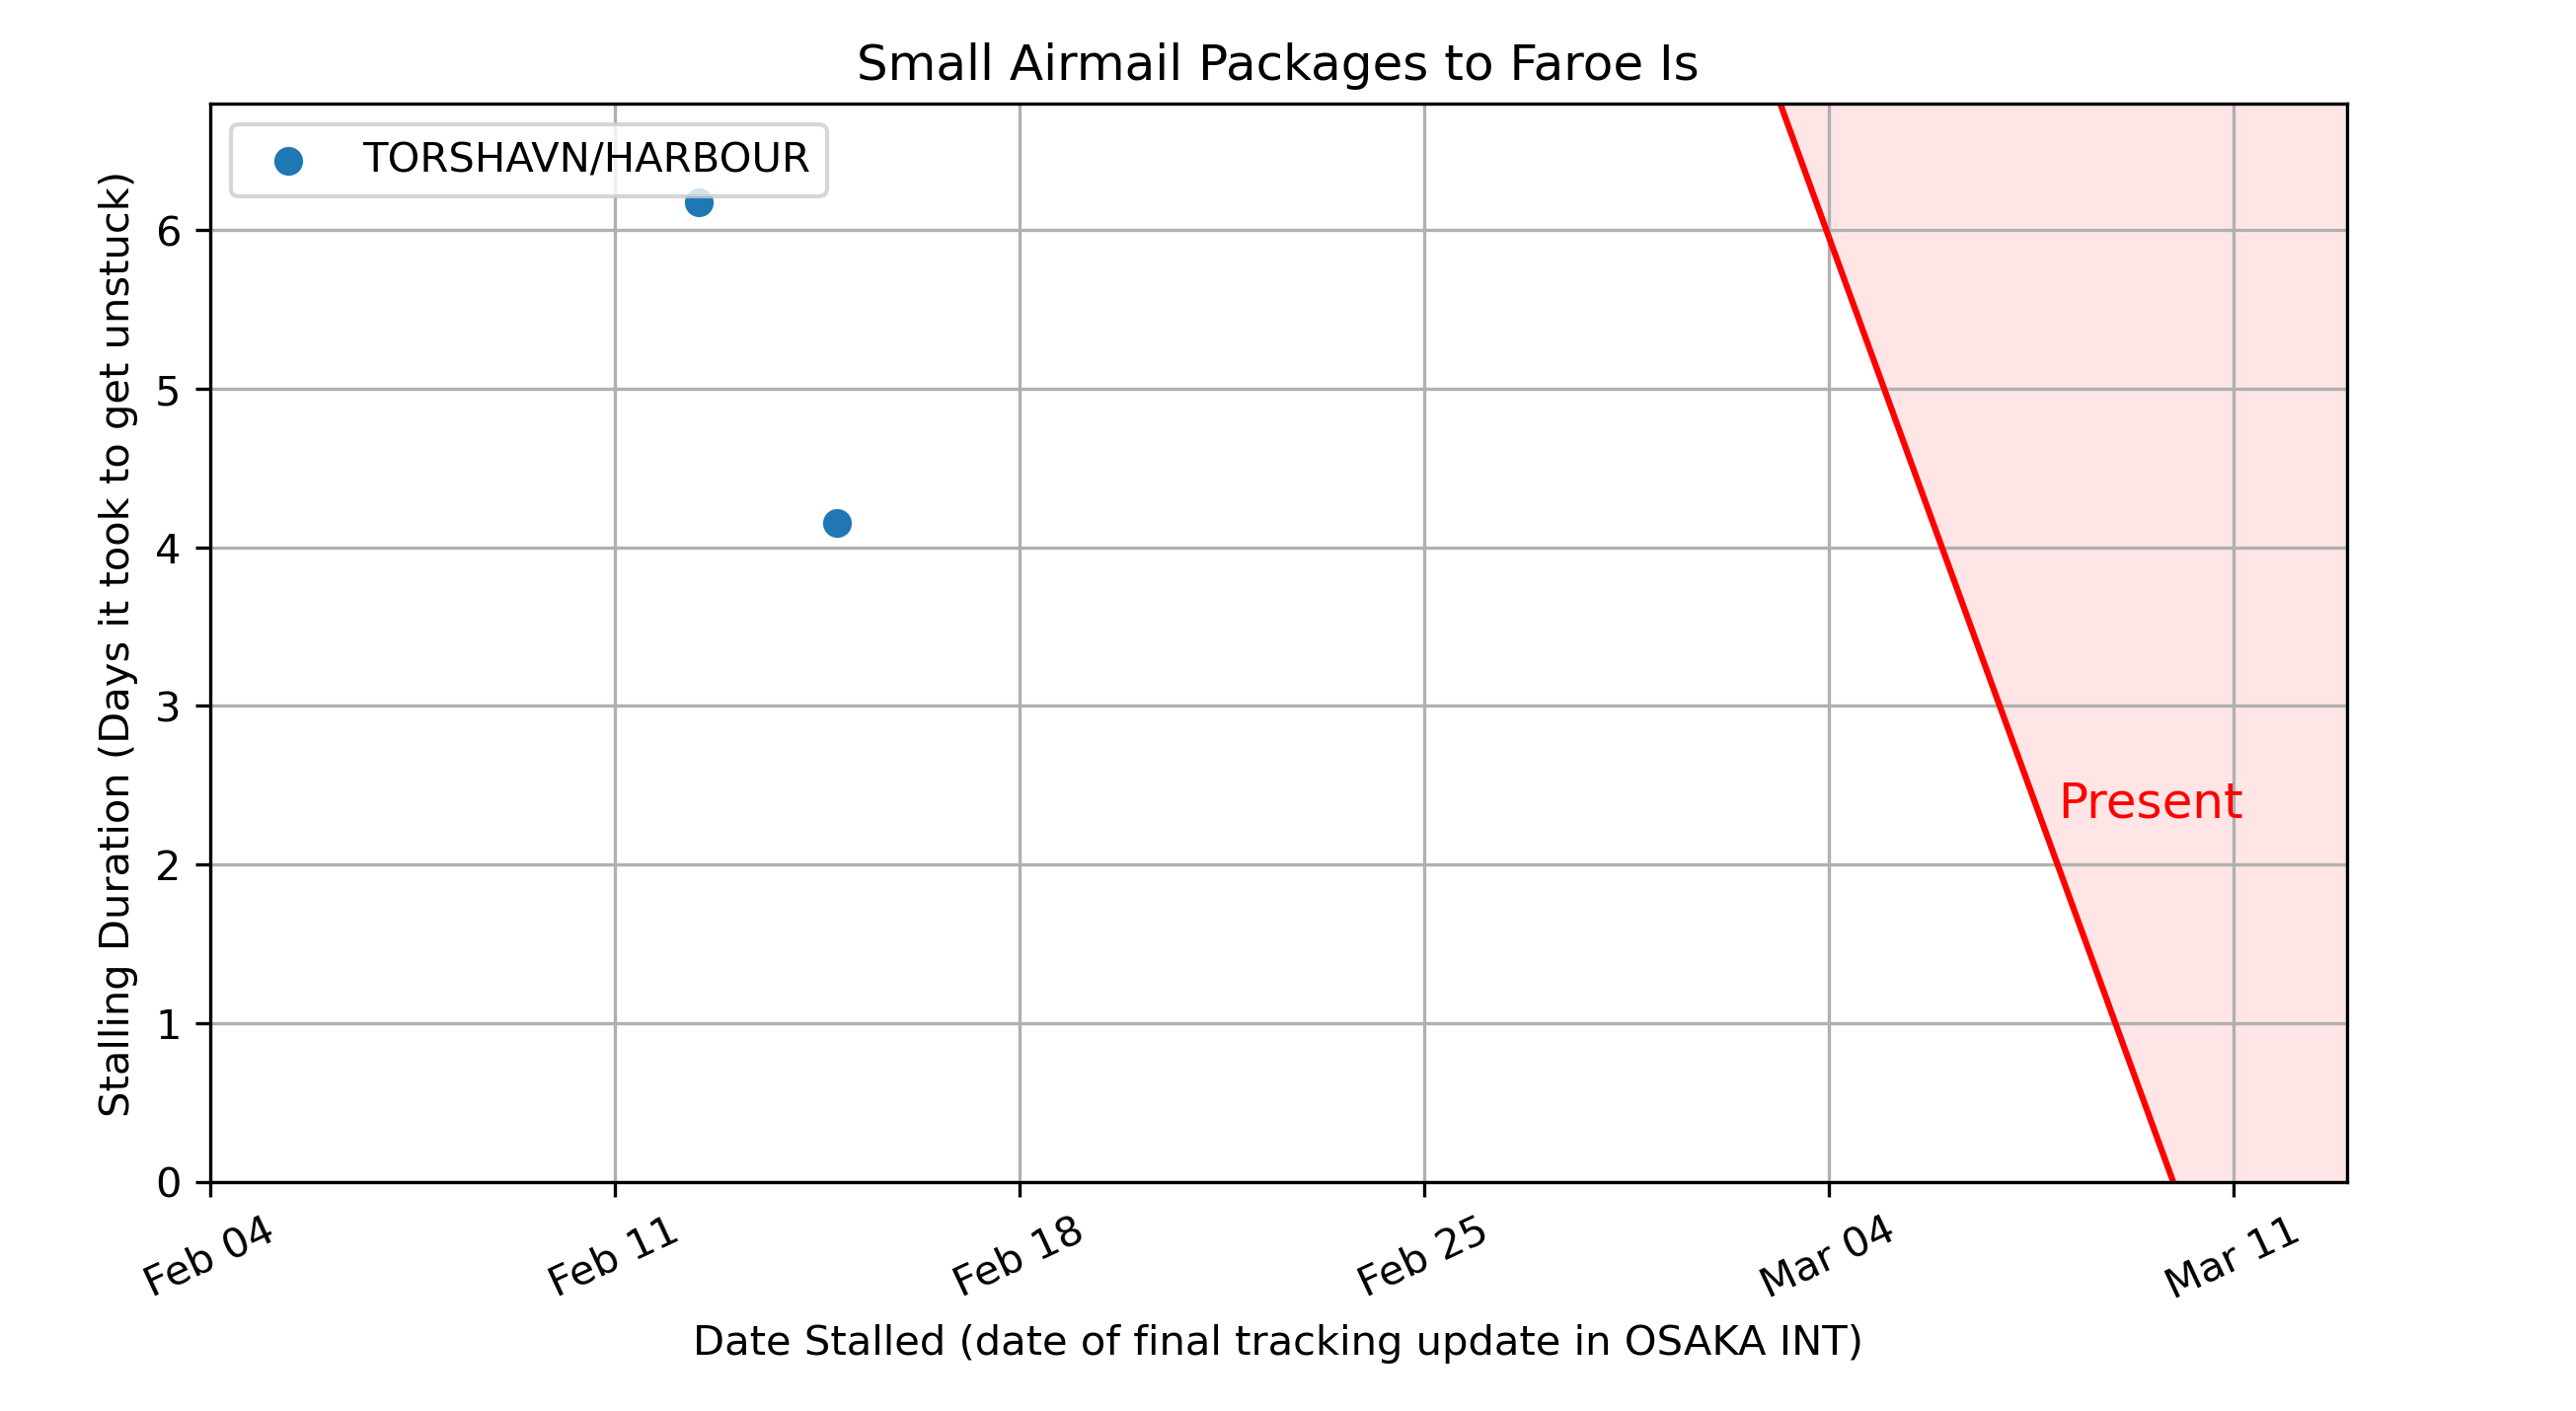 Small Airmail Packages to Faroe Is
TORSHAVN/HARBOUR
Stalling Duration (Days it took to get unstuck)
6
5
4
3
2
1
0
Present
Feb 04
Feb 11
Feb 18
Feb 25
Mar 04
Mar 11
Date Stalled (date of final tracking update in OSAKA INT)